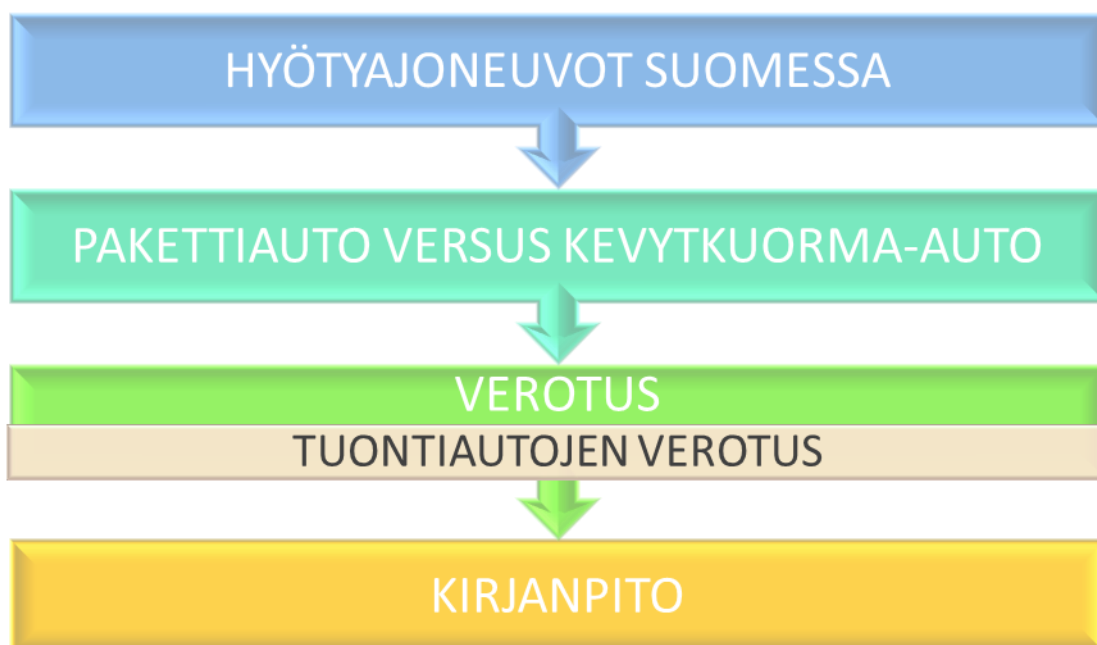 HYÖTYAJONEUVOT SUOMESSA
PAKETTIAUTO VERSUS KEVYTKUORMA-AUTO
VEROTUS
TUONTIAUTOJEN VEROTUS
KIRJANPITO